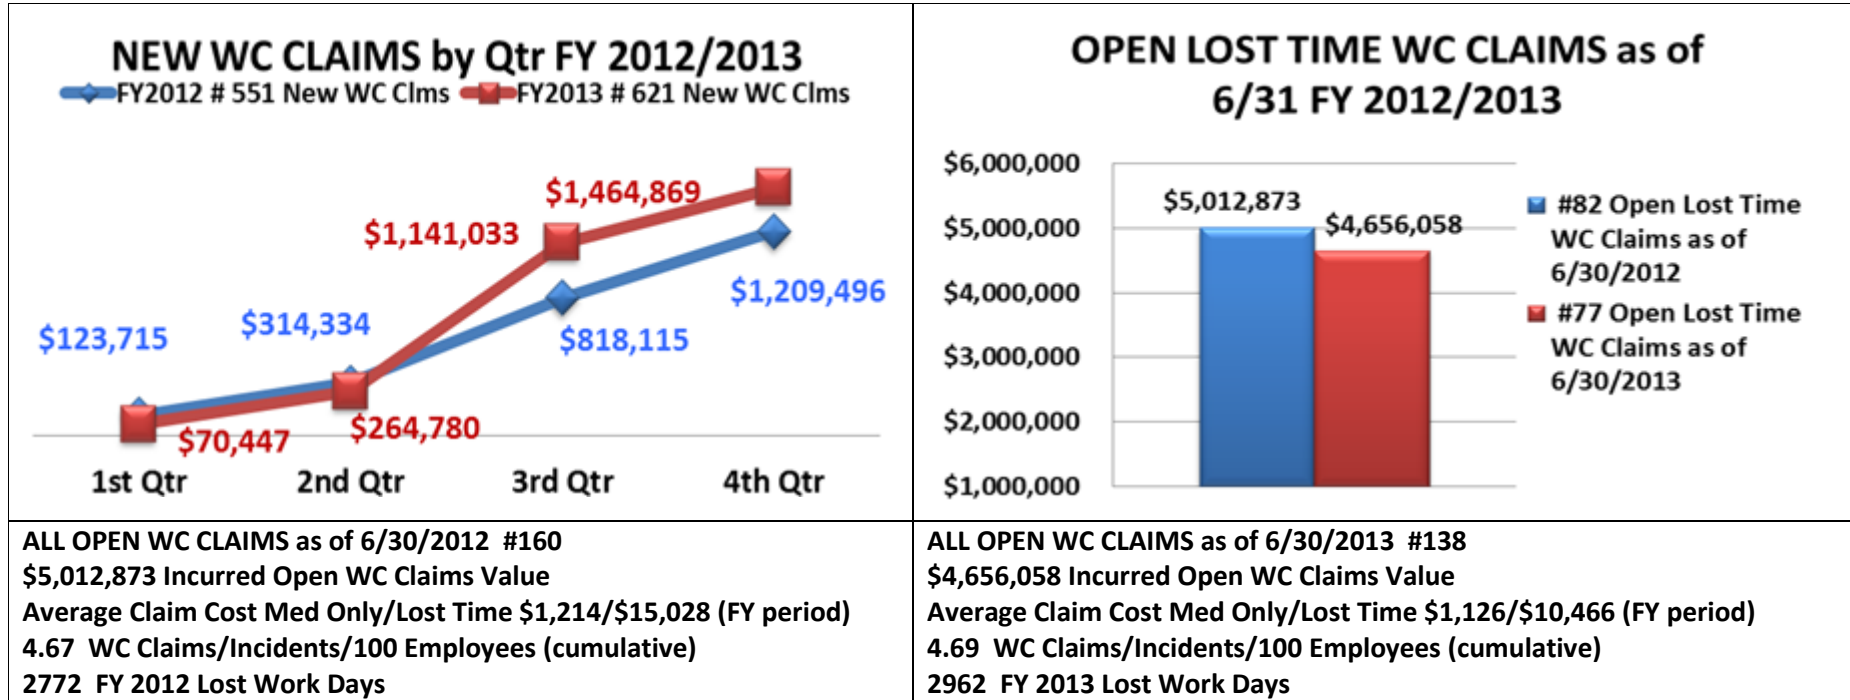 NEW WC CLAIMS by Qtr FY 2012/2013
FY2012 # 551 New WC Clms FY2013 # 621 New WC Clms
$1,464,869
$1,141,033
$1,209,496
$314,334
$123,715
$818,115
$264,780
$70,447
1st Qtr 2nd Qtr 3rd Qtr 4th Qtr
OPEN LOST TIME WC CLAIMS as of
6/31 FY 2012/2013
$6,000,000
$5,000,000
$4,000,000
$3,000,000
$2,000,000
$1,000,000
$5,012,873
$4,656,058
#82 Open Lost Time
WC Claims as of
6/30/2012
#77 Open Lost Time
WC Claims as of
6/30/2013
ALL OPEN WC CLAIMS as of 6/30/2012 #160
$5,012,873 Incurred Open WC Claims Value
Average Claim Cost Med Only/Lost Time $1,214/$15,028 (FY period)
4.67 WC Claims/Incidents/100 Employees (cumulative)
2772 FY 2012 Lost Work Days
ALL OPEN WC CLAIMS as of 6/30/2013 #138
$4,656,058 Incurred Open WC Claims Value
Average Claim Cost Med Only/Lost Time $1,126/$10,466 (FY period)
4.69 WC Claims/Incidents/100 Employees (cumulative)
2962 FY 2013 Lost Work Days